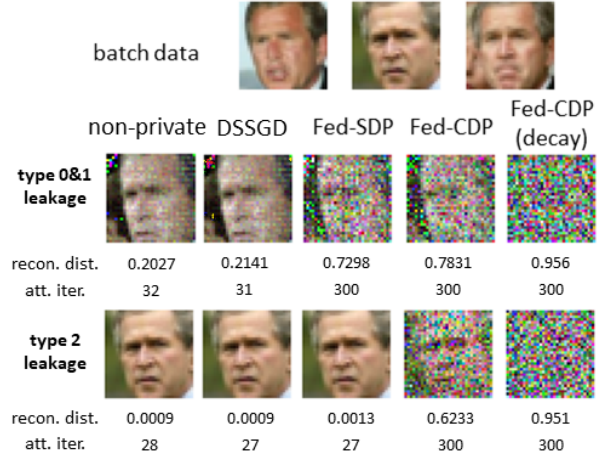 batch data
non-private DSSGD Fed-SDP Fed-CDP Fed-CDP (decay)
type 0&1 leakage
recon. dist. 0.2027 0.2141 0.7298 0.7831 0.956
att. iter. 32 31 300 300 300
type 2 leakage
recon. dist. 0.0009 0.0009 0.0013 0.6233 0.951
att. iter. 28 27 27 300 300